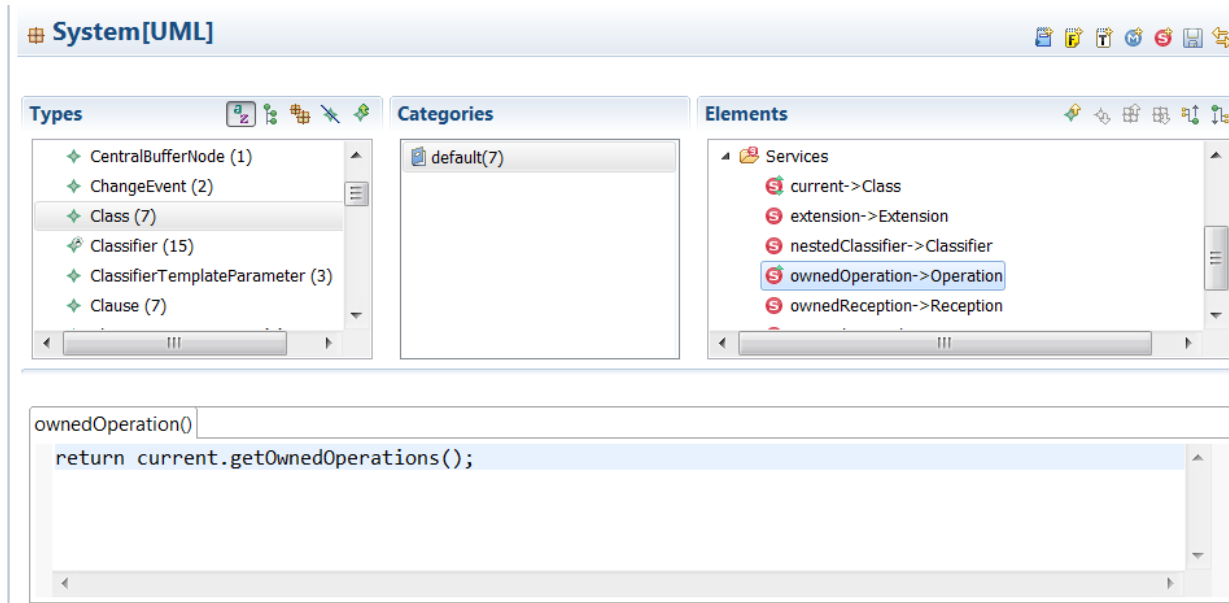 System[UML]
Types
CentralBufferNode (1)
ChangeEvent (2)
Class (7)
Classifier (15)
ClassifierTemplateParameter (3)
Clause (7)
Categories
default(7)
Elements
Services
current->Class
extension->Extension
nestedClassifier->Classifier
ownedOperation->Operation
ownedReception->Reception
ownedOperation()
return current.getOwnedOperations();